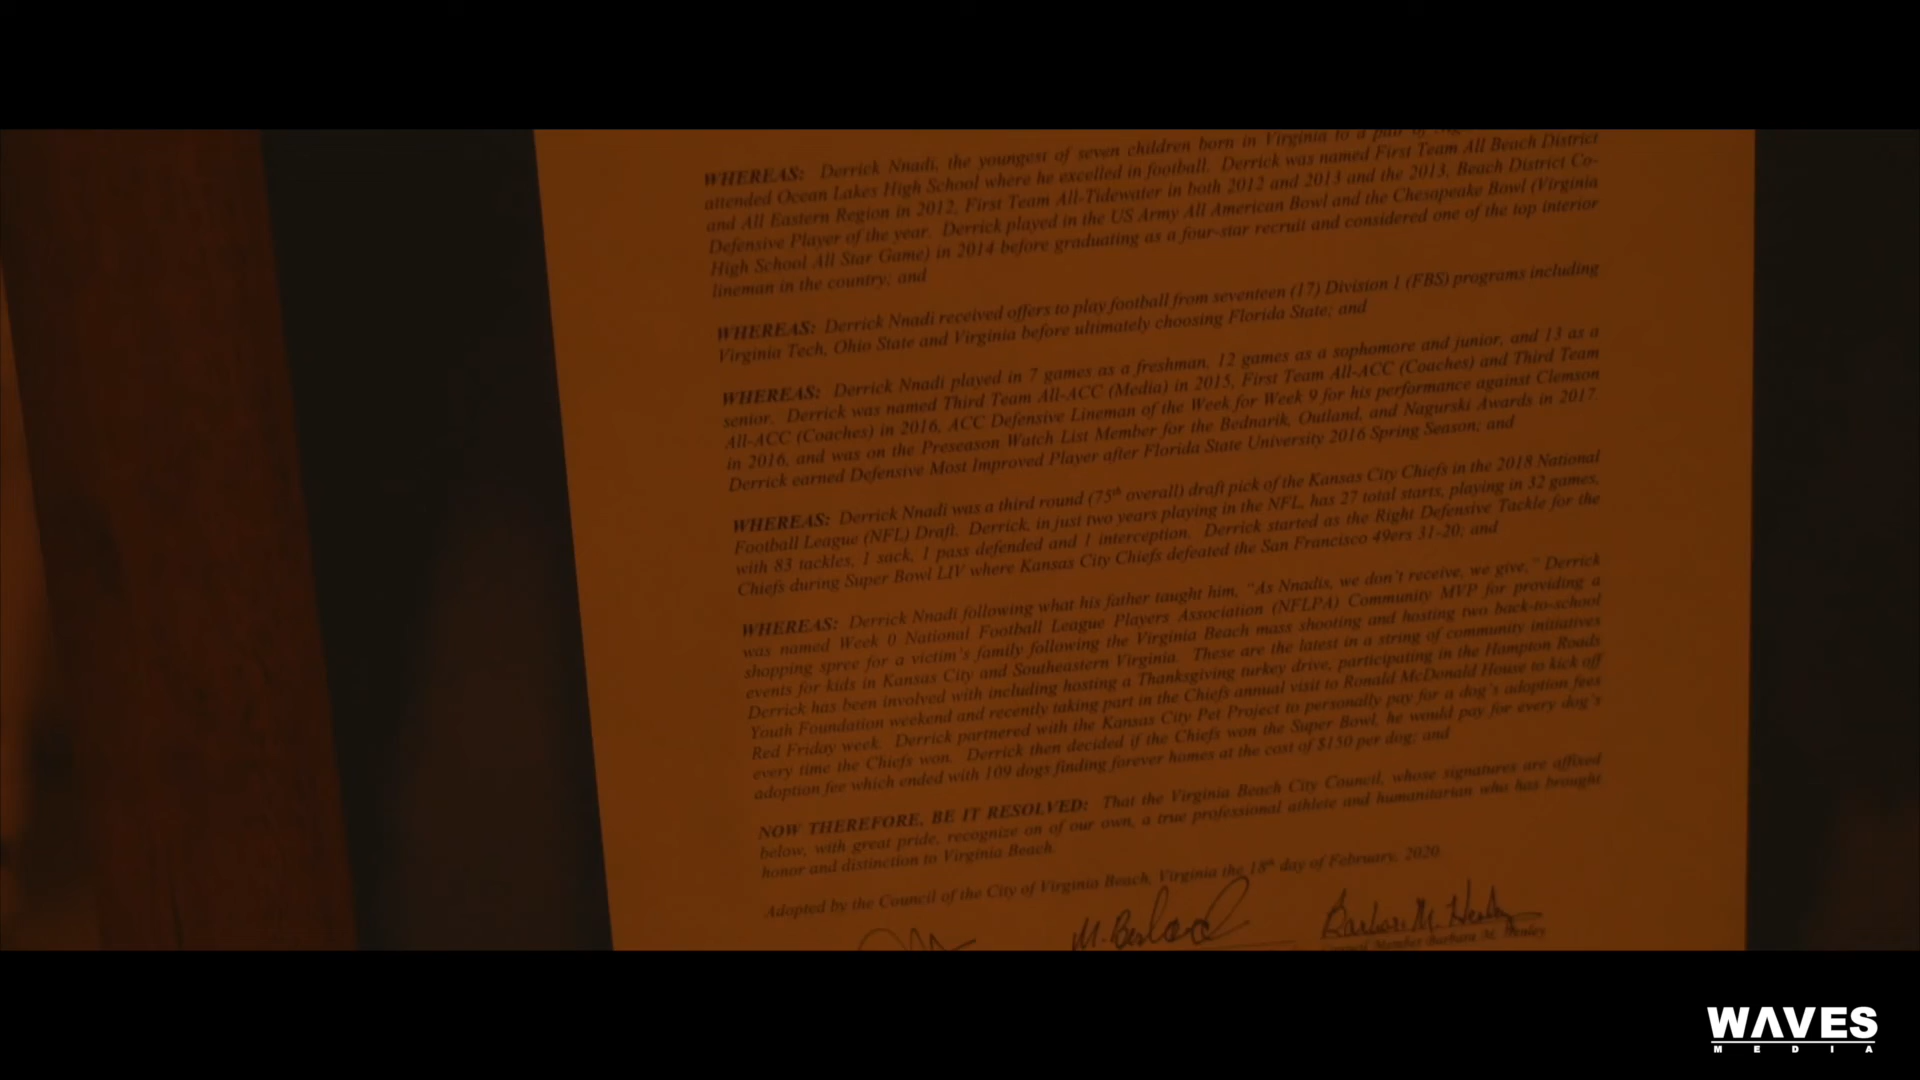 WHEREAS: Derrick Nnadi, the youngest of seven children born in Virginia to a pair of
attended Ocean Lakes High School where he excelled in football. Derrick was named First Team All Beach District
and All Eastern Region in 2012, First Team All-Tidewater in both 2012 and 2013 and the 2013, Beach District Co-
Defensive Player of the year. Derrick played in the US Army All American Bowl and the Chesapeake Bowl (Virginia
High School All Star Game) in 2014 before graduating as a four-star recruit and considered one of the top interior
lineman in the country; and
WHEREAS: Derrick Nnadi received offers to play football from seventeen (17) Division 1 (FBS) programs including
Virginia Tech, Ohio State and Virginia before ultimately choosing Florida State; and
WHEREAS: Derrick Nnadi played in 7 games as a freshman, 12 games as a sophomore and junior, and 13 as a
senior. Derrick was named Third Team All-ACC (Media) in 2015, First Team All-ACC (Coaches) and Third Team
All-ACC (Coaches) in 2016, ACC Defensive Lineman of the Week for Week 9 for his performance against Clemson
in 2016, and was on the Preseason Watch List Member for the Bednarik, Outland, and Nagurski Awards in 2017.
Derrick earned Defensive Most Improved Player after Florida State University 2016 Spring Season; and
WHEREAS: Derrick Nnadi was a third round (75th overall) draft pick of the Kansas City Chiefs in the 2018 National
Football League (NFL) Draft. Derrick, in just two years playing in the NFL, has 27 total starts, playing in 32 games,
with 83 tackles, 1 sack, 1 pass defended and 1 interception. Derrick started as the Right Defensive Tackle for the
Chiefs during Super Bowl LIV where Kansas City Chiefs defeated the San Francisco 49ers 31-20; and
WHEREAS: Derrick Nnadi following what his father taught him, "As Nnadis, we don't receive, we give," Derrick
was named Week 0 National Football League Players Association (NFLPA) Community MVP for providing a
shopping spree for a victim's family following the Virginia Beach mass shooting and hosting two back-to-school
events for kids in Kansas City and Southeastern Virginia. These are the latest in a string of community initiatives
Derrick has been involved with including hosting a Thanksgiving turkey drive, participating in the Hampton Roads
Youth Foundation weekend and recently taking part in the Chiefs annual visit to Ronald McDonald House to kick off
Red Friday week. Derrick partnered with the Kansas City Pet Project to personally pay for a dog's adoption fees
every time the Chiefs won. Derrick then decided if the Chiefs won the Super Bowl, he would pay for every dog's
adoption fee which ended with 109 dogs finding forever homes at the cost of $150 per dog; and
NOW THEREFORE, BE IT RESOLVED: That the Virginia Beach City Council, whose signatures are affixed
below, with great pride, recognize on of our own, a true professional athlete and humanitarian who has brought
honor and distinction to Virginia Beach.
Adopted by the Council of the City of Virginia Beach, Virginia the 18th day of February, 2020
Barbara M. Henley
Member Barbara M. Henley
WAVES
MEDIA